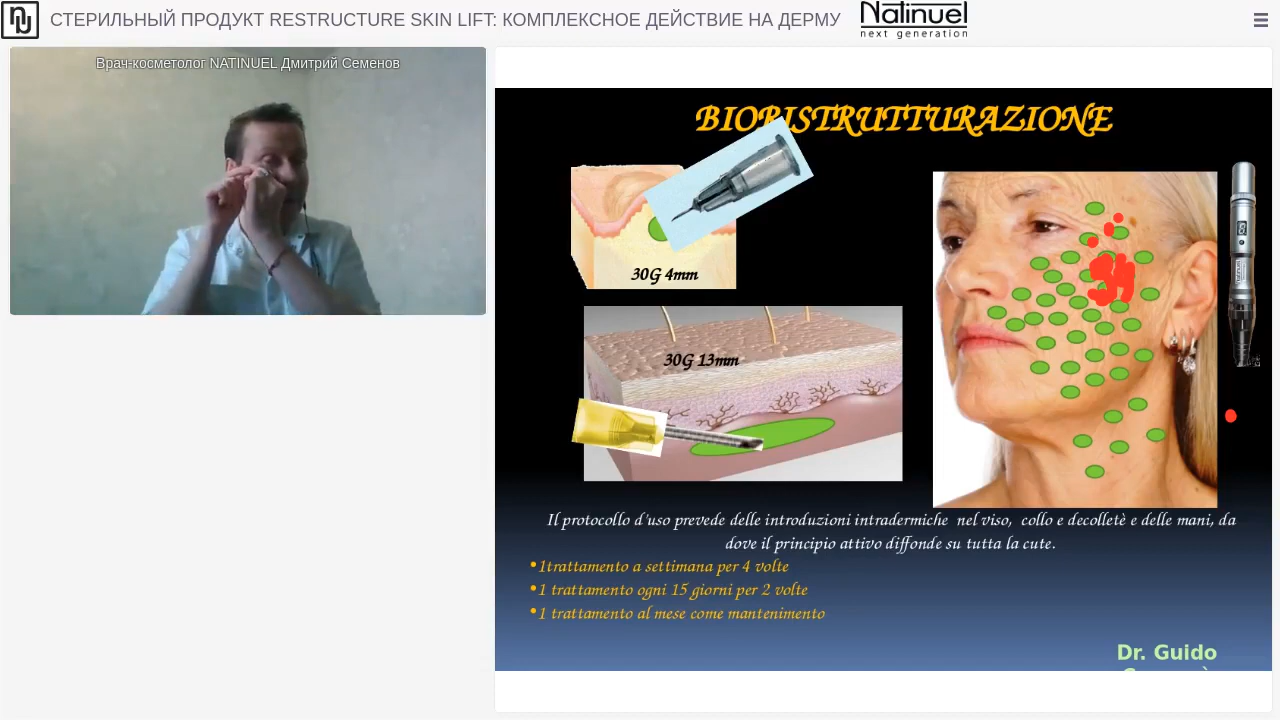 СТЕРИЛЬНЫЙ ПРОДУКТ RESTRUCTURE SKIN LIFT: КОМПЛЕКСНОЕ ДЕЙСТВИЕ НА ДЕРМУ
Natinuel
next generation
Врач-косметолог NATINUEL Дмитрий Семенов
BIORISTRUTTURAZIONE
30G 4mm
30G 13mm
Il protocollo d'uso prevede delle introduzioni intradermiche nel viso, collo e decolletè e delle mani, da
dove il principio attivo diffonde su tutta la cute.
•1trattamento a settimana per 4 volte
•1 trattamento ogni 15 giorni per 2 volte
•1 trattamento al mese come mantenimento
Dr. Guido